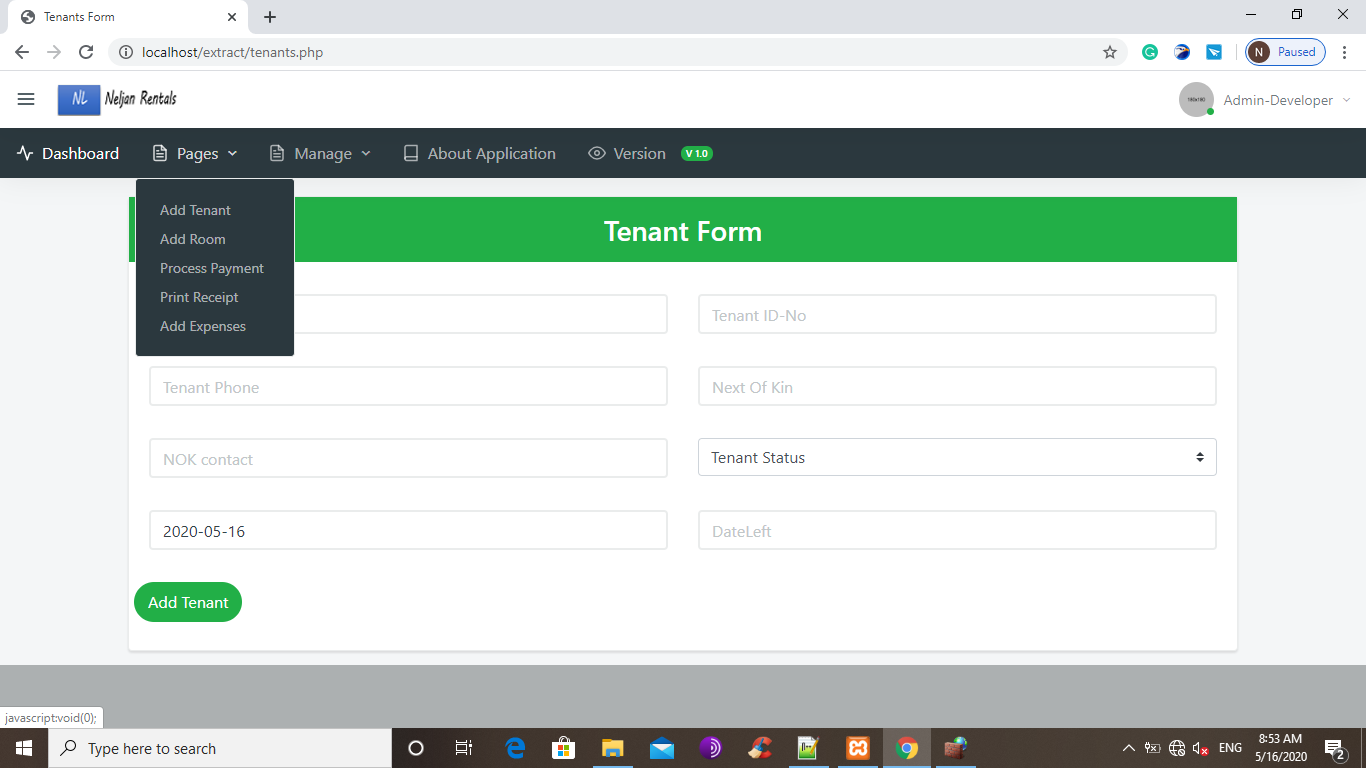 Tenants Form
localhost/extract/tenants.php
N Paused
NL Neljan Rentals
Admin-Developer
Dashboard Pages Manage About Application Version V 1.0
Add Tenant
Add Room
Process Payment
Print Receipt
Add Expenses
Tenant Form
Tenant ID-No
Tenant Phone Next Of Kin
NOK contact Tenant Status
2020-05-16 DateLeft
Add Tenant
javascript:void(0);
Type here to search
ENG
8:53 AM
5/16/2020
2